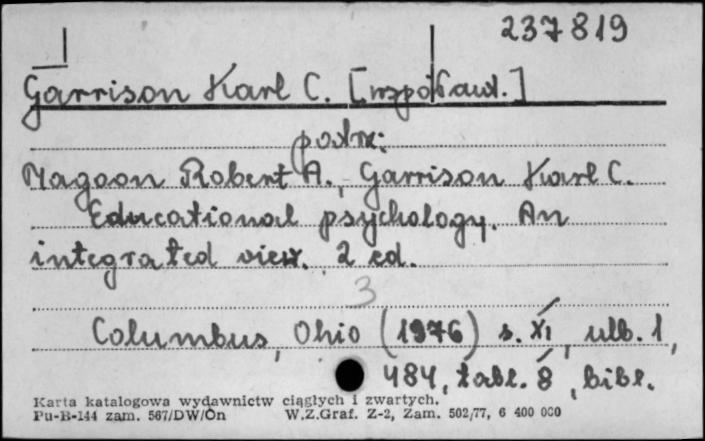 237819
Garrison Karl C. [współaut.]
podrz:
Magoon Robert A., Garrison Karl C.
Educational psychology. An
integrated view. 2 ed.
3
Columbus, Ohio (1976) s. XI, ulb. 1,
484, tabl. 8, bibl.
Karta katalogowa wydawnictw ciągłych i zwartych.
Pu-B-144 zam. 567/DW/Ón W.Z.Graf. Z-2, Zam. 502/77, 6 400 000